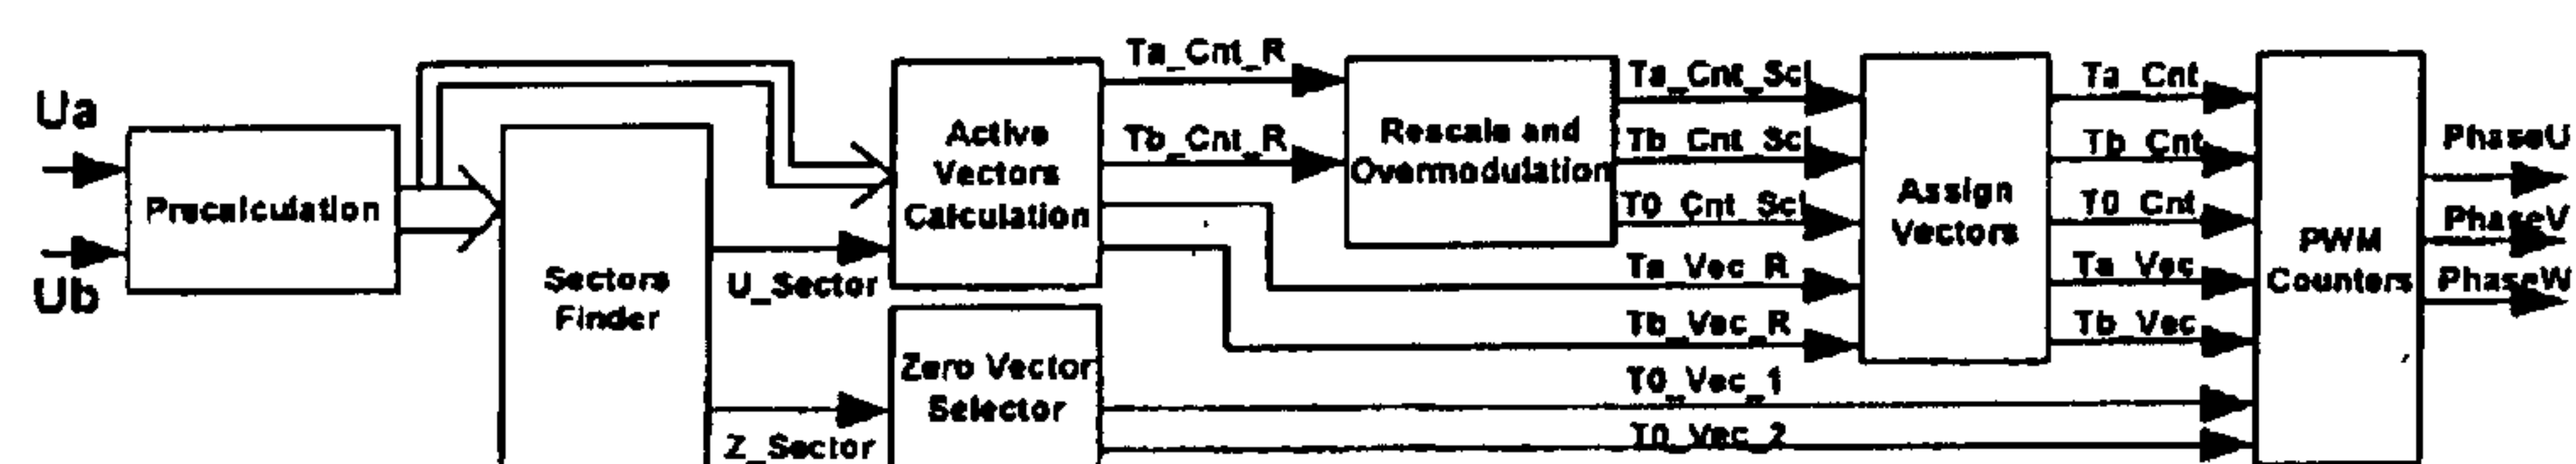 Ua
Ub
Precalculation
Sectors
Finder
U_Sector
Z_Sector
Active
Vectors
Calculation
Zero Vector
Selector
Ta_Cnt_R
Tb_Cnt_R
Rescale and
Overmodulation
Ta_Cnt_Scl
Tb_Cnt_Scl
T0_Cnt_Scl
Ta_Vec_R
Tb_Vec_R
T0_Vec_1
T0_Vec_2
Assign
Vectors
Ta_Cnt
Tb_Cnt
T0_Cnt
Ta_Vec
Tb_Vec
PWM
Counters
PhaseU
PhaseV
PhaseW